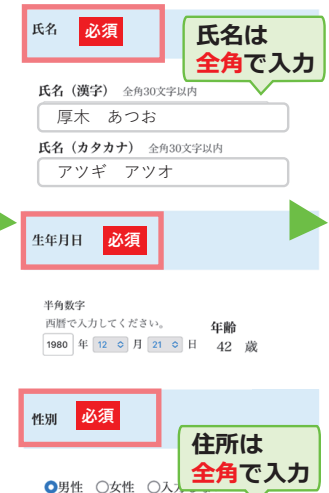 氏名 必須
氏名は
全角で入力
氏名（漢字） 全角30文字以内
厚木 あつお
氏名（カタカナ） 全角30文字以内
アツギ アツオ
生年月日 必須
半角数字
西暦で入力してください。
年齢
1980 年 12 月 21 日 42 歳
性別 必須
住所は
全角で入力
男性 女性